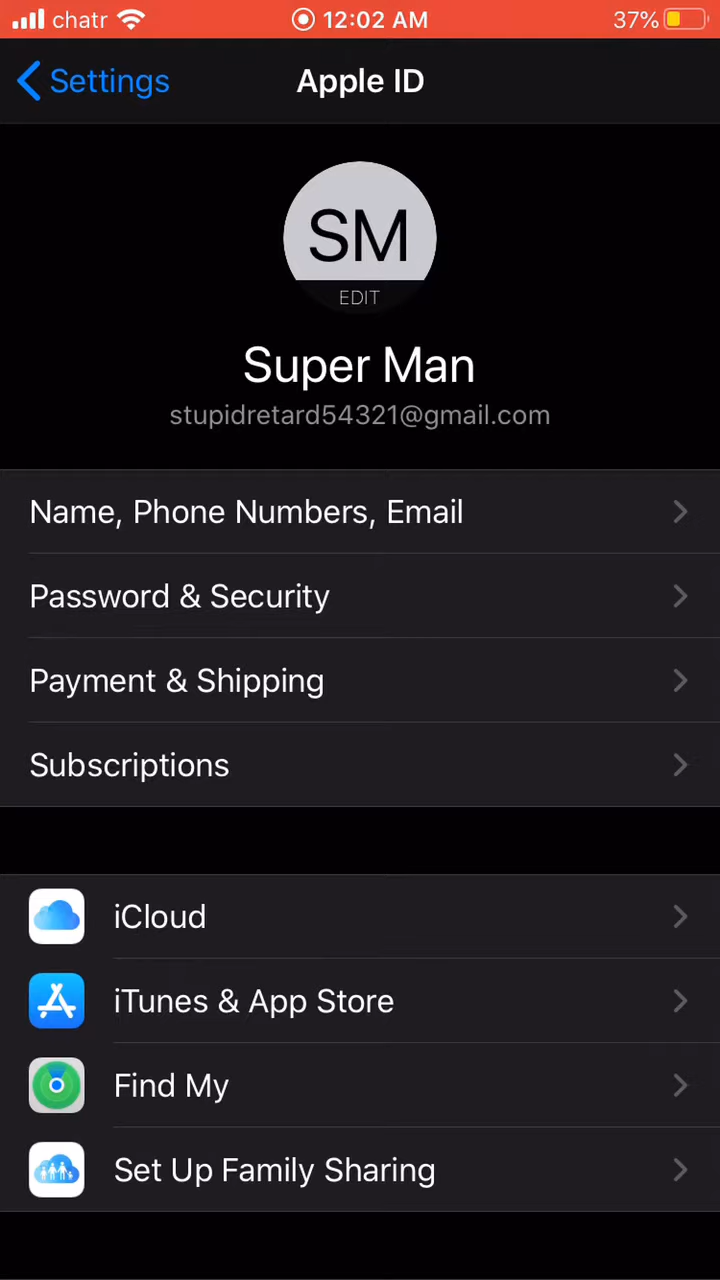 chatr 12:02 AM 37%
Settings Apple ID
SM
EDIT
Super Man
stupidretard54321@gmail.com
Name, Phone Numbers, Email
Password & Security
Payment & Shipping
Subscriptions
iCloud
iTunes & App Store
Find My
Set Up Family Sharing